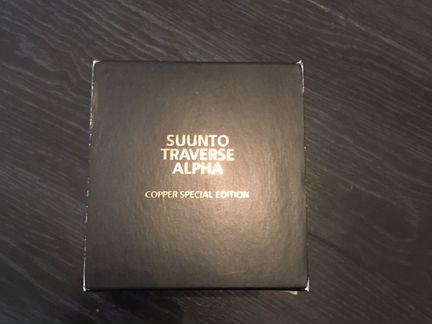 SUUNTO
TRAVERSE
ALPHA
COPPER SPECIAL EDITION